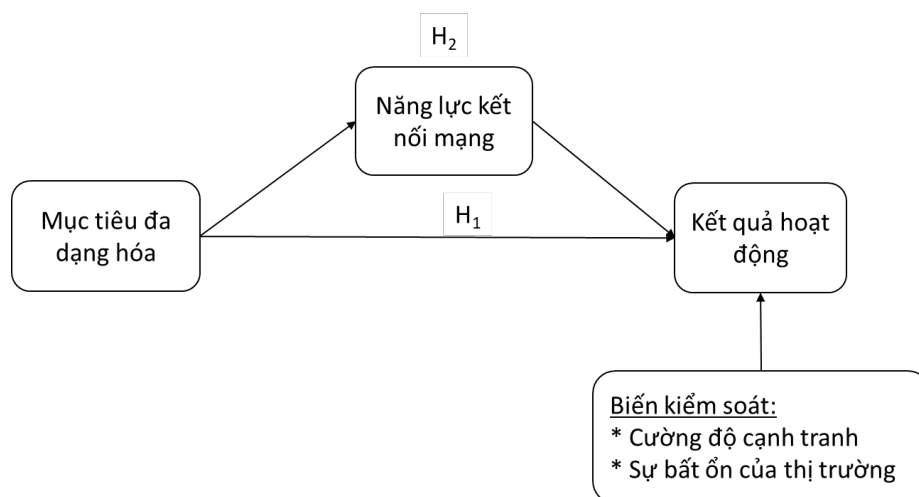 H₂
Năng lực kết
nối mạng
Mục tiêu đa
dạng hóa
H₁
Kết quả hoạt
động
Biến kiểm soát:
* Cường độ cạnh tranh
* Sự bất ổn của thị trường